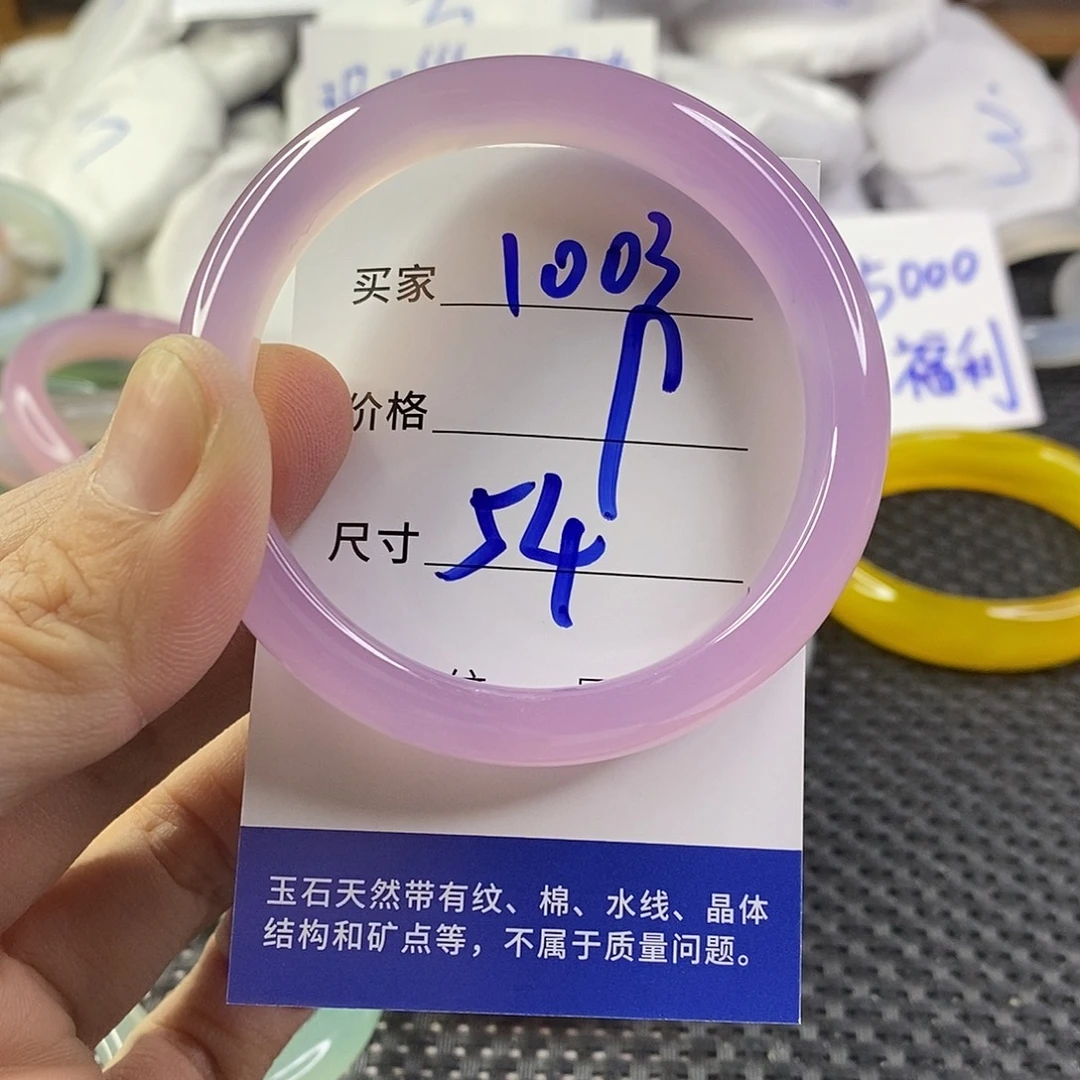 买家 1003
价格
尺寸 54
5000
福利
玉石天然带有纹、棉、水线、晶体
结构和矿点等，不属于质量问题。